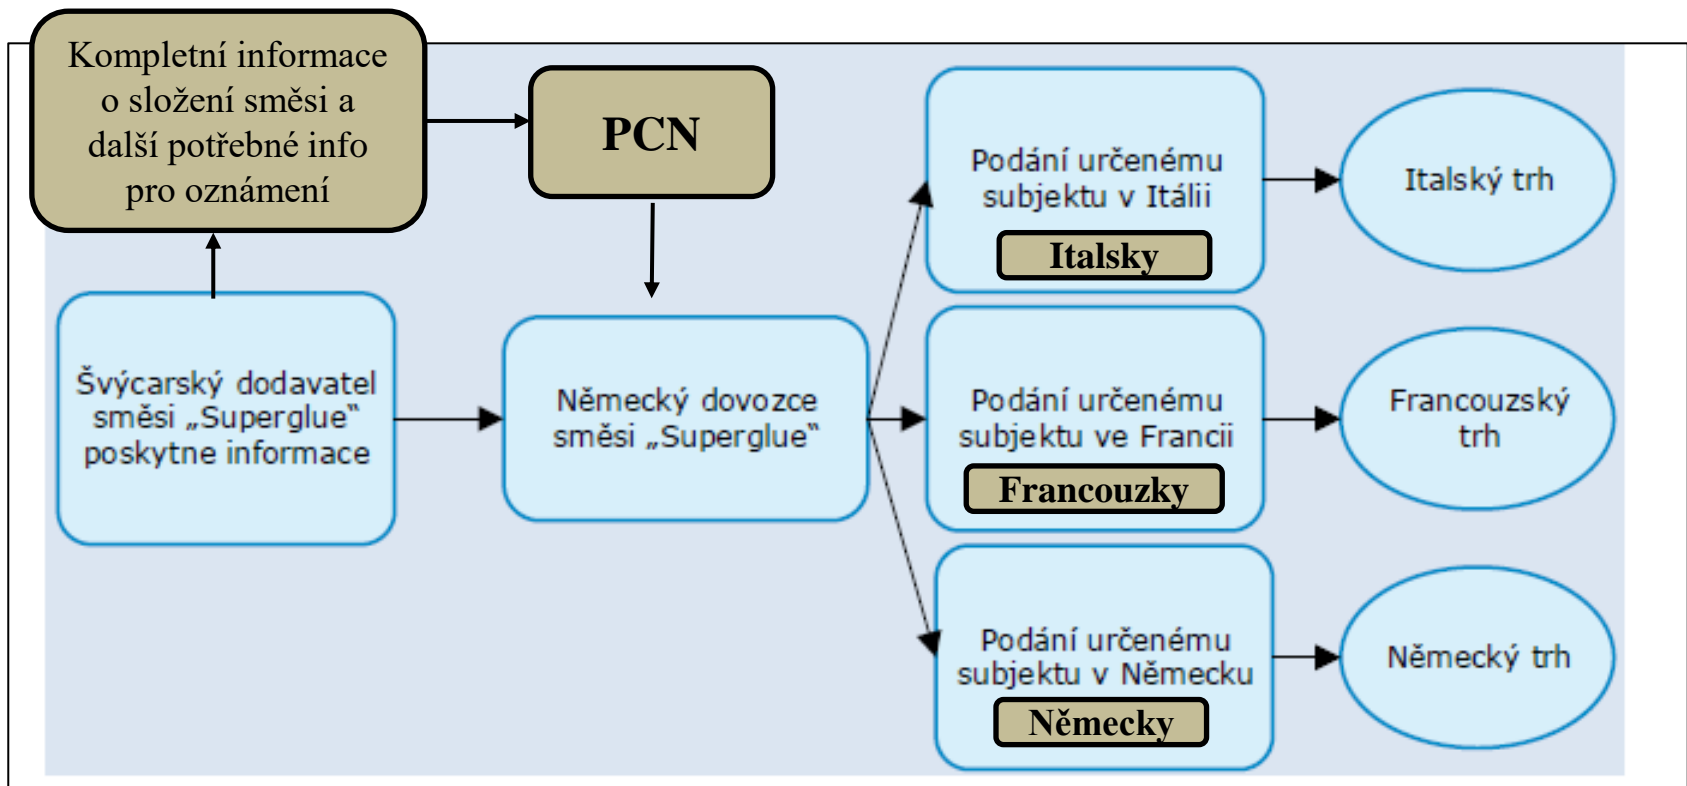 Kompletní informace
o složení směsi a
další potřebné info
pro oznámení
PCN
Švýcarský dodavatel
směsi „Superglue“
poskytne informace
Německý dovozce
směsi „Superglue“
Podání určenému
subjektu v Itálii
Italsky
Italský trh
Podání určenému
subjektu ve Francii
Francouzky
Francouzský
trh
Podání určenému
subjektu v Německu
Německy
Německý trh